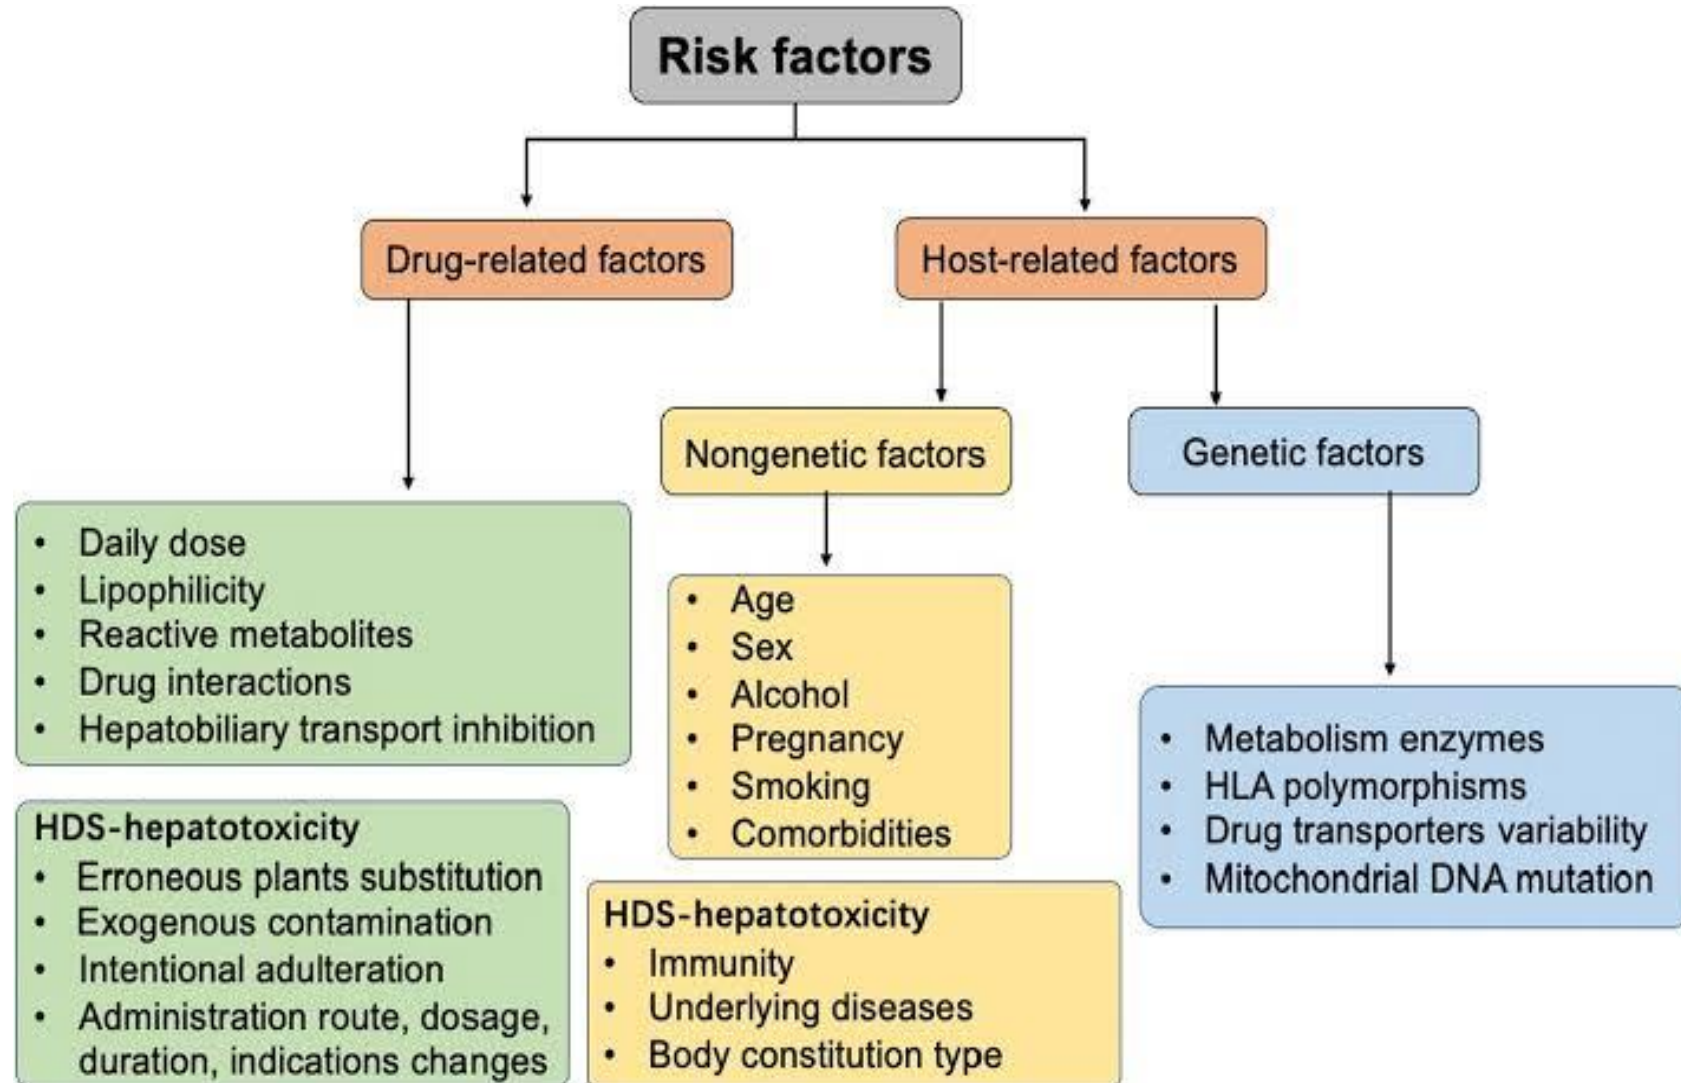 Risk factors
Drug-related factors
Host-related factors
Nongenetic factors
Genetic factors
• Daily dose
• Lipophilicity
• Reactive metabolites
• Drug interactions
• Hepatobiliary transport inhibition
HDS-hepatotoxicity
• Erroneous plants substitution
• Exogenous contamination
• Intentional adulteration
• Administration route, dosage,
duration, indications changes
• Age
• Sex
• Alcohol
• Pregnancy
• Smoking
• Comorbidities
HDS-hepatotoxicity
• Immunity
• Underlying diseases
• Body constitution type
• Metabolism enzymes
• HLA polymorphisms
• Drug transporters variability
• Mitochondrial DNA mutation